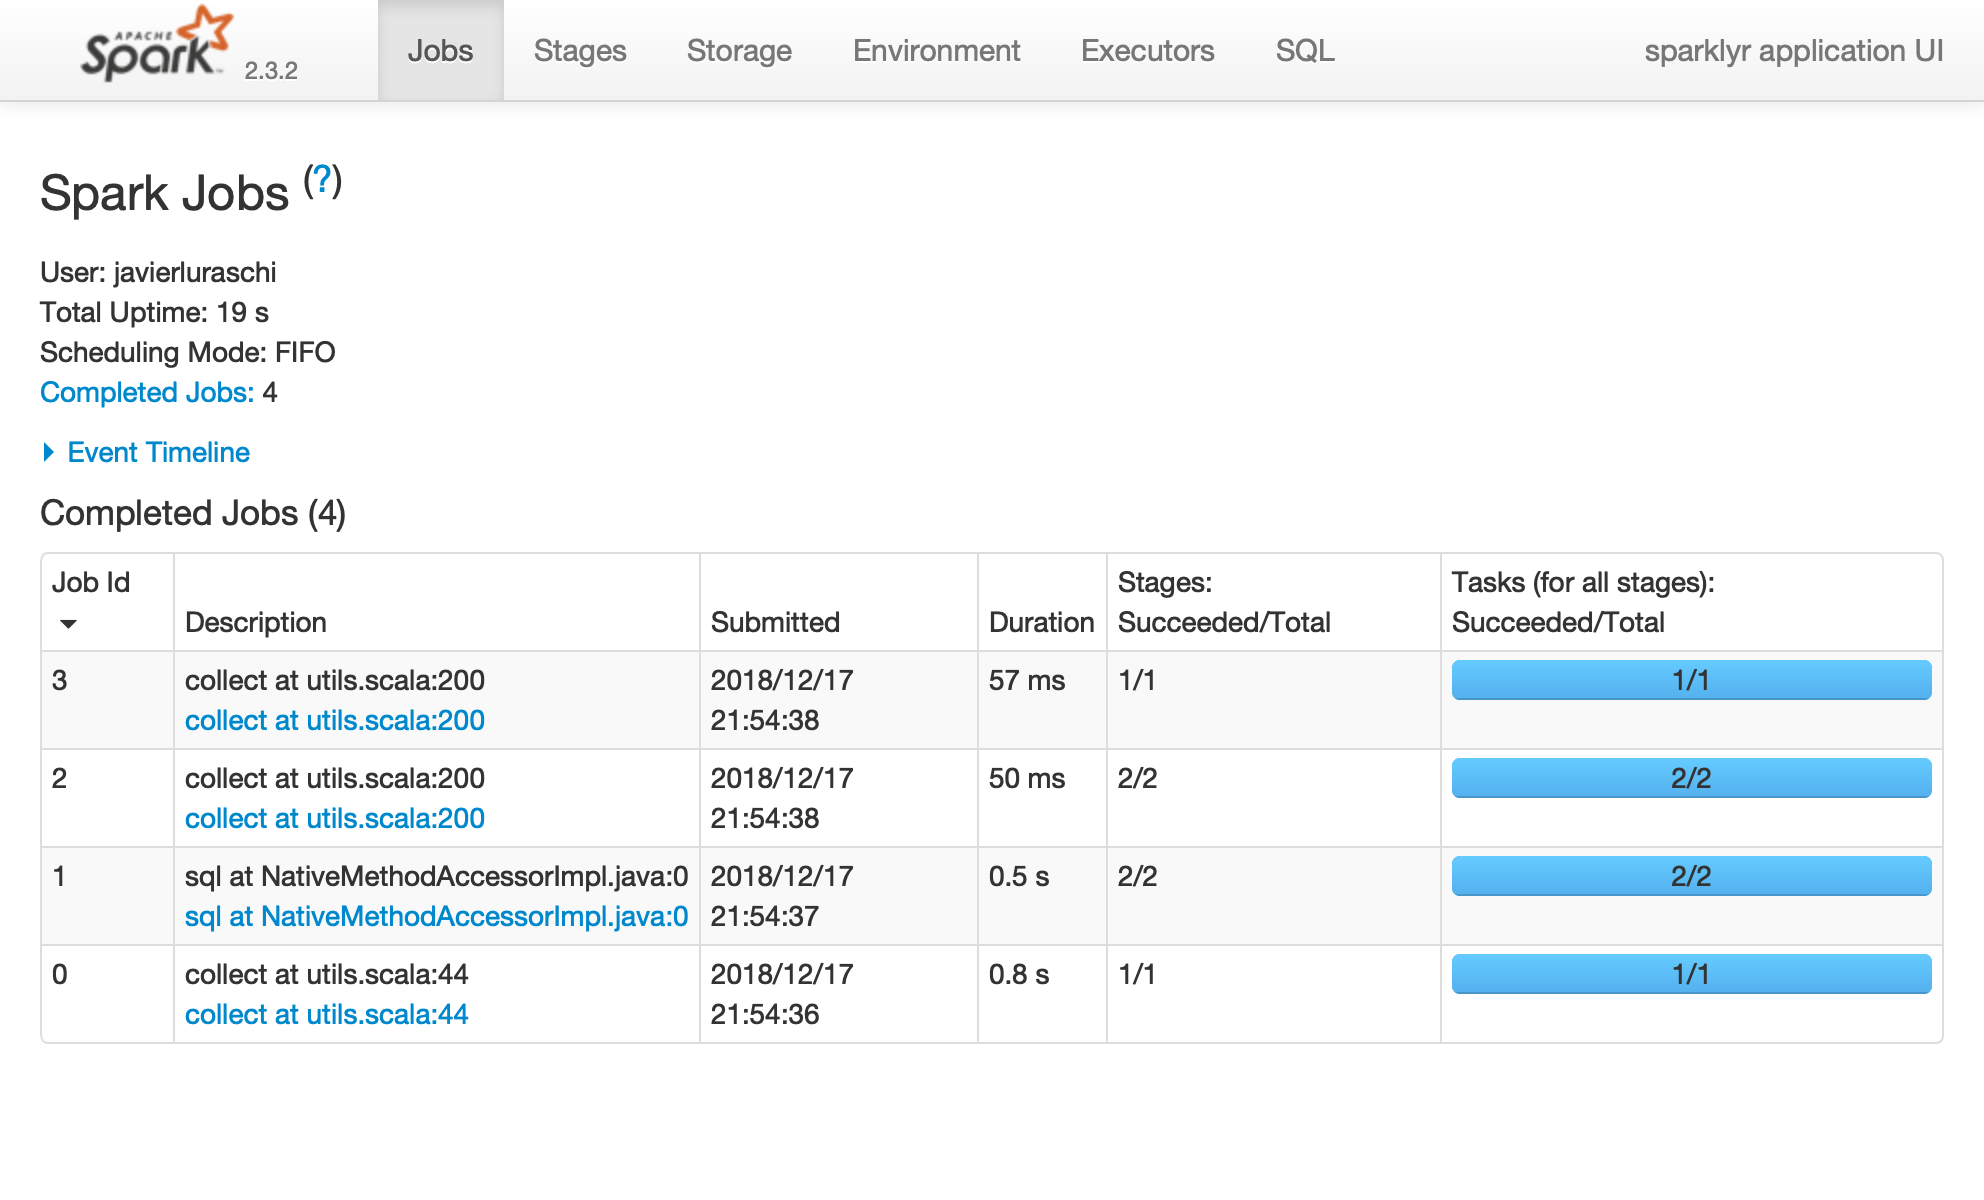 APACHE
Spark™ 2.3.2 Jobs Stages Storage Environment Executors SQL sparklyr application UI
Spark Jobs (?)
User: javierluraschi
Total Uptime: 19 s
Scheduling Mode: FIFO
Completed Jobs: 4
Event Timeline
Completed Jobs (4)
Job Id Stages: Tasks (for all stages):
Description Submitted Duration Succeeded/Total Succeeded/Total
3 collect at utils.scala:200 2018/12/17 57 ms 1/1 1/1
collect at utils.scala:200 21:54:38
2 collect at utils.scala:200 2018/12/17 50 ms 2/2 2/2
collect at utils.scala:200 21:54:38
1 sql at NativeMethodAccessorImpl.java:0 2018/12/17 0.5 s 2/2 2/2
sql at NativeMethodAccessorImpl.java:0 21:54:37
0 collect at utils.scala:44 2018/12/17 0.8 s 1/1 1/1
collect at utils.scala:44 21:54:36